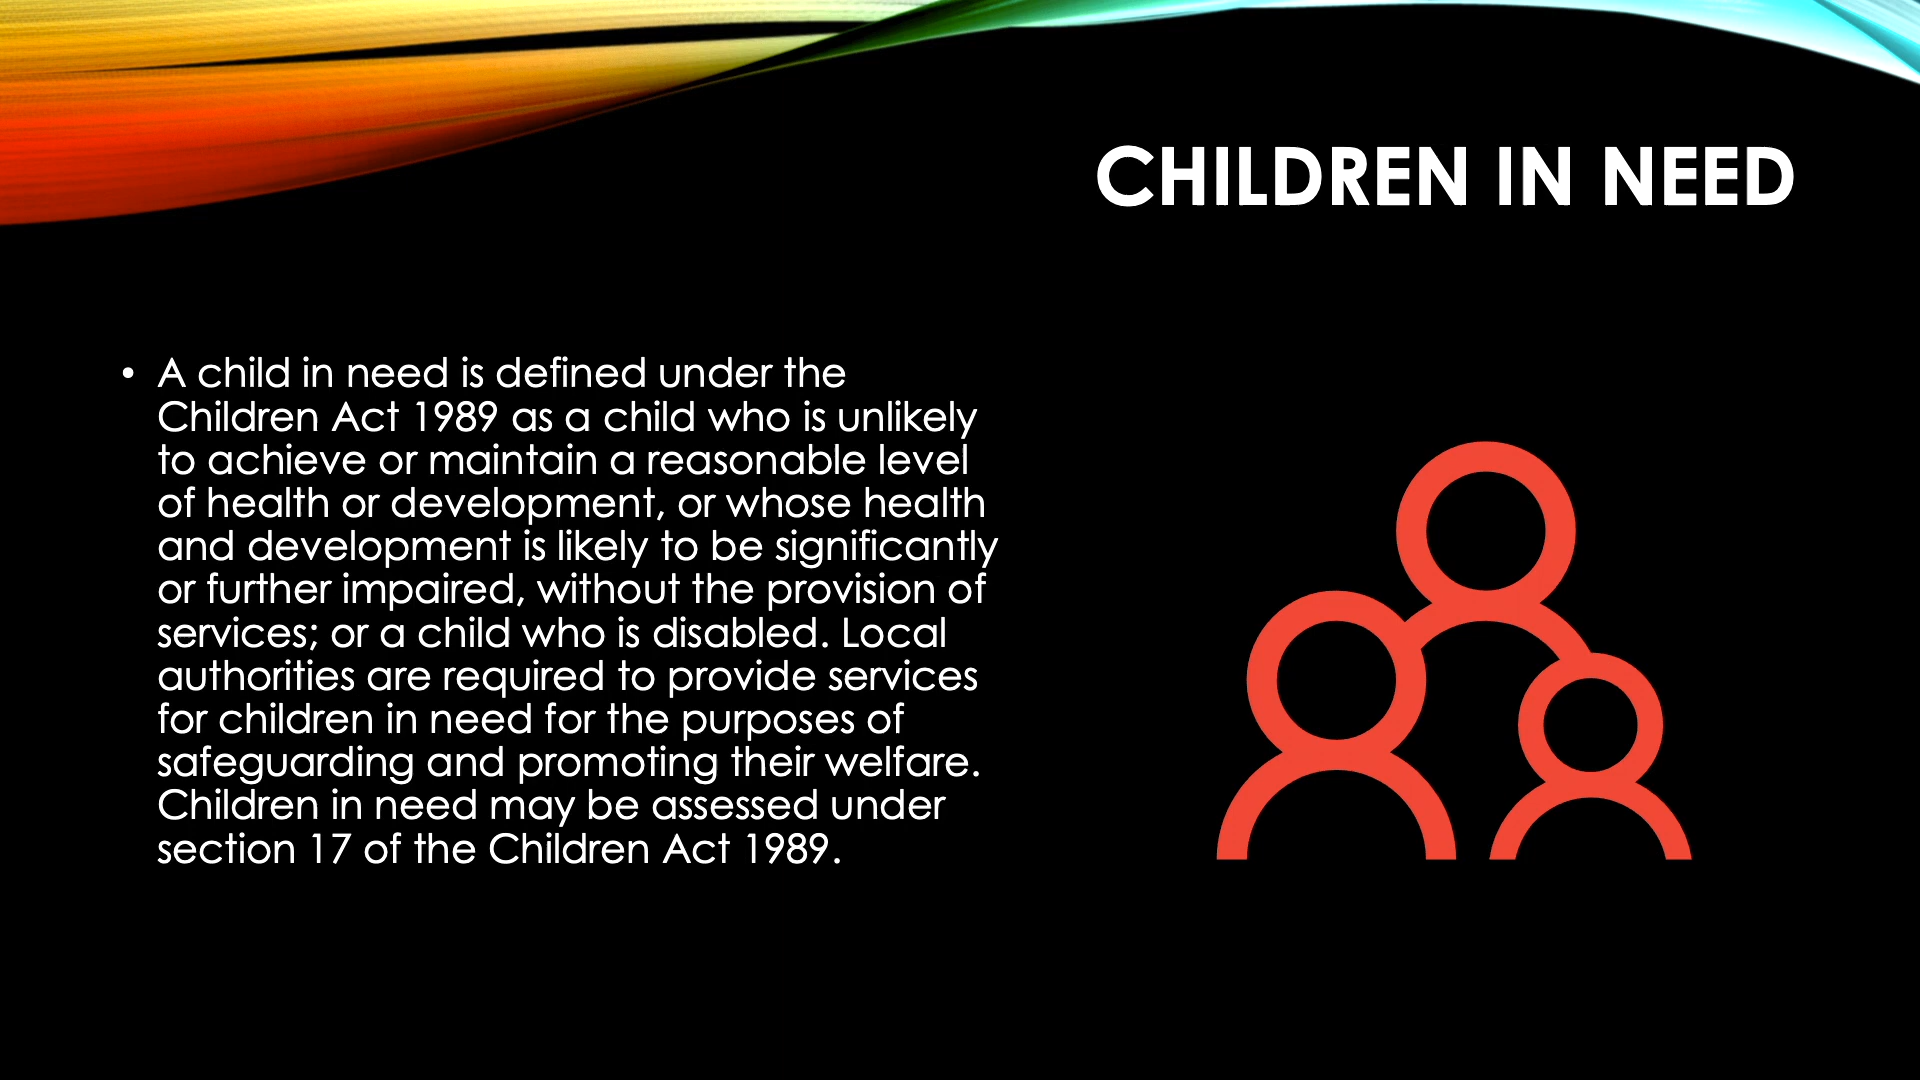 CHILDREN IN NEED
• A child in need is defined under the
Children Act 1989 as a child who is unlikely
to achieve or maintain a reasonable level
of health or development, or whose health
and development is likely to be significantly
or further impaired, without the provision of
services; or a child who is disabled. Local
authorities are required to provide services
for children in need for the purposes of
safeguarding and promoting their welfare.
Children in need may be assessed under
section 17 of the Children Act 1989.